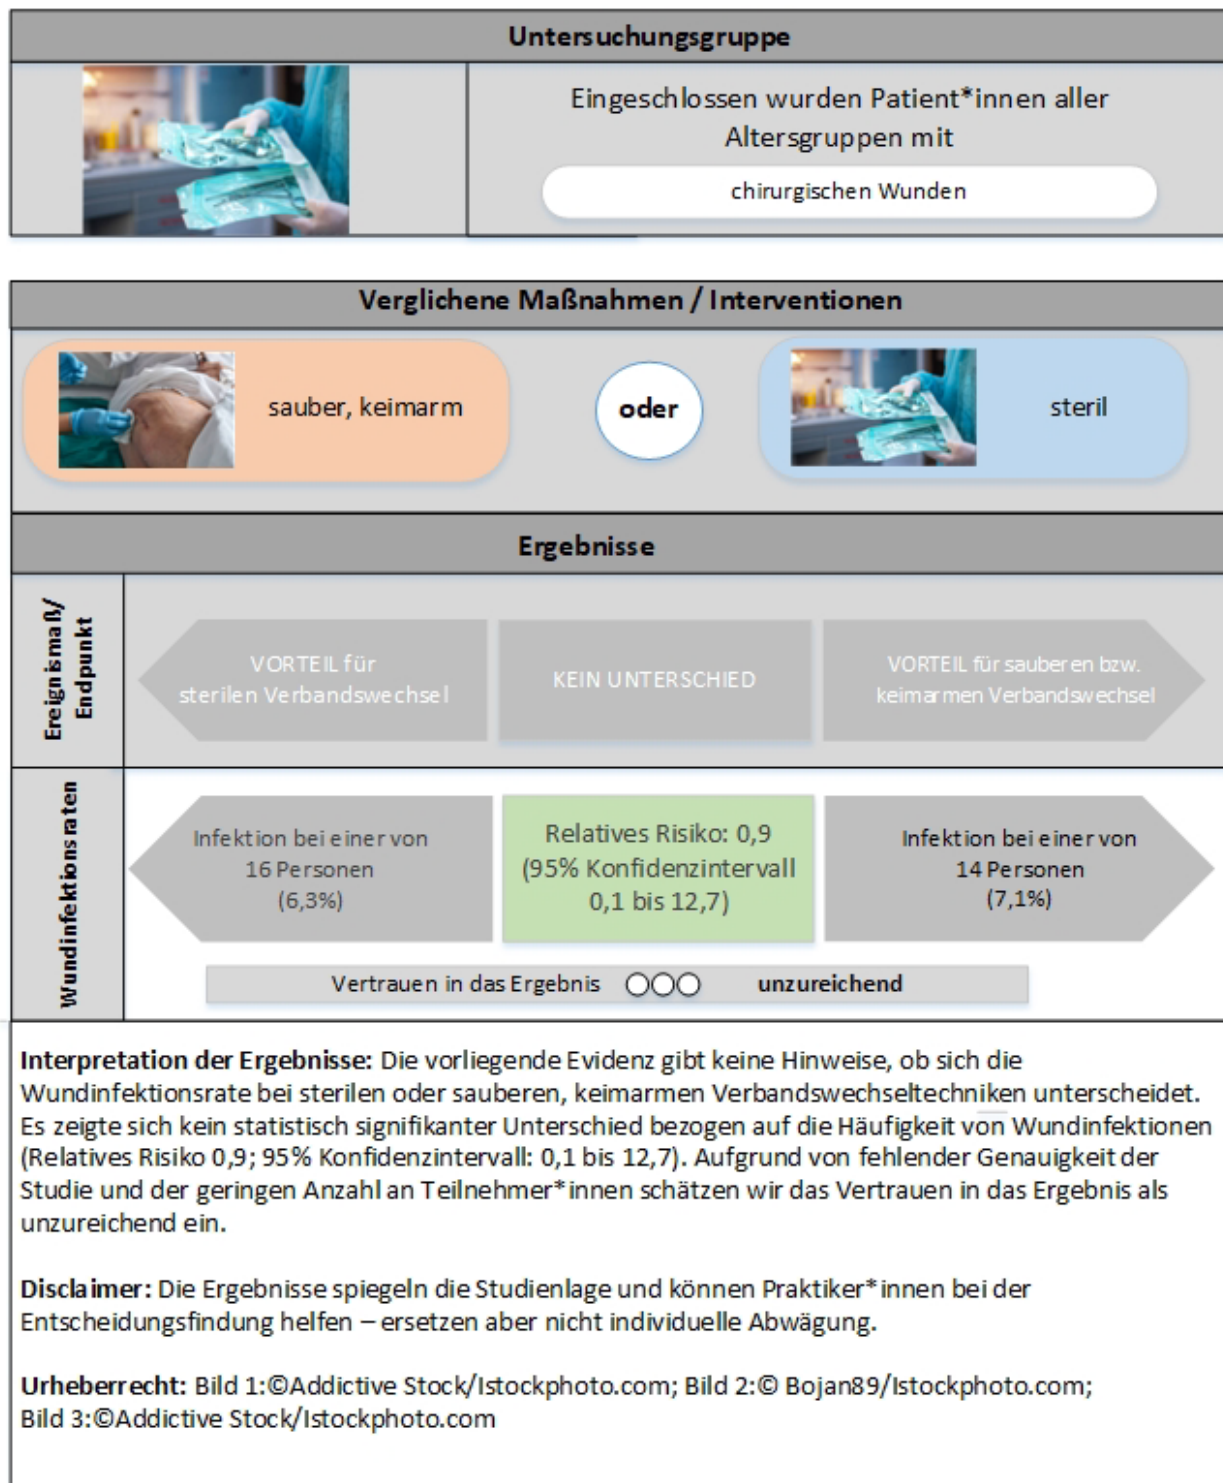 Untersuchungsgruppe
Eingeschlossen wurden Patient*innen aller
Altersgruppen mit
chirurgischen Wunden
Verglichene Maßnahmen / Interventionen
sauber, keimarm
oder
steril
Ergebnisse
Ereignismaß/
Endpunkt
VORTEIL für
sterilen Verbandswechsel
KEIN UNTERSCHIED
VORTEIL für sauberen bzw.
keimarmen Verbandswechsel
Wundinfektionsraten
Infektion bei einer von
16 Personen
(6,3%)
Relatives Risiko: 0,9
(95% Konfidenzintervall
0,1 bis 12,7)
Infektion bei einer von
14 Personen
(7,1%)
Vertrauen in das Ergebnis ○○○ unzureichend
Interpretation der Ergebnisse: Die vorliegende Evidenz gibt keine Hinweise, ob sich die
Wundinfektionsrate bei sterilen oder sauberen, keimarmen Verbandswechseltechniken unterscheidet.
Es zeigte sich kein statistisch signifikanter Unterschied bezogen auf die Häufigkeit von Wundinfektionen
(Relatives Risiko 0,9; 95% Konfidenzintervall: 0,1 bis 12,7). Aufgrund von fehlender Genauigkeit der
Studie und der geringen Anzahl an Teilnehmer*innen schätzen wir das Vertrauen in das Ergebnis als
unzureichend ein.
Disclaimer: Die Ergebnisse spiegeln die Studienlage und können Praktiker*innen bei der
Entscheidungsfindung helfen – ersetzen aber nicht individuelle Abwägung.
Urheberrecht: Bild 1:©Addictive Stock/Istockphoto.com; Bild 2:© Bojan89/Istockphoto.com;
Bild 3:©Addictive Stock/Istockphoto.com